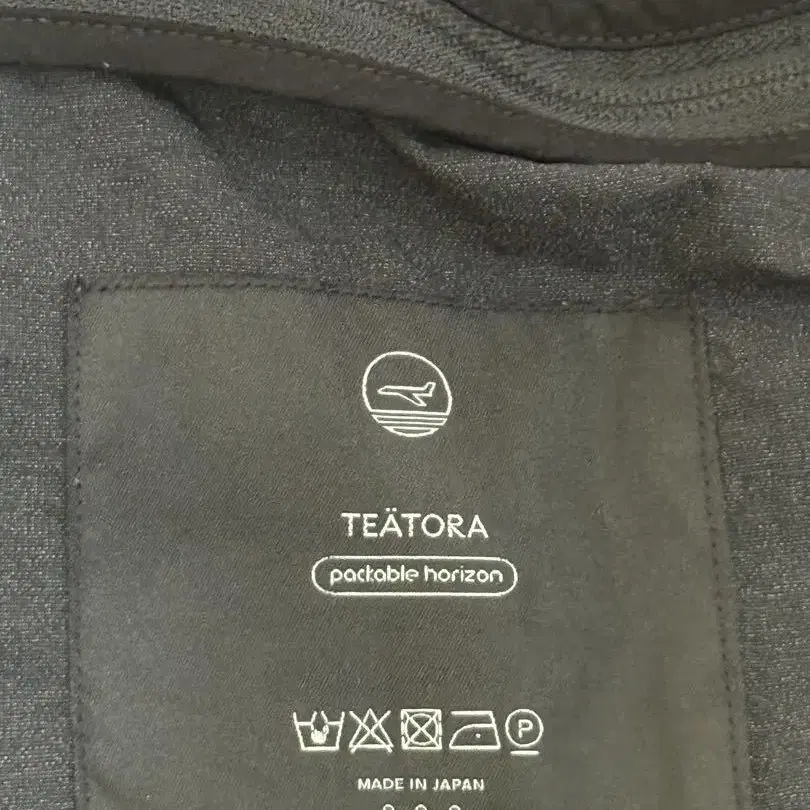 TEÄTORA
packable horizon
P
MADE IN JAPAN